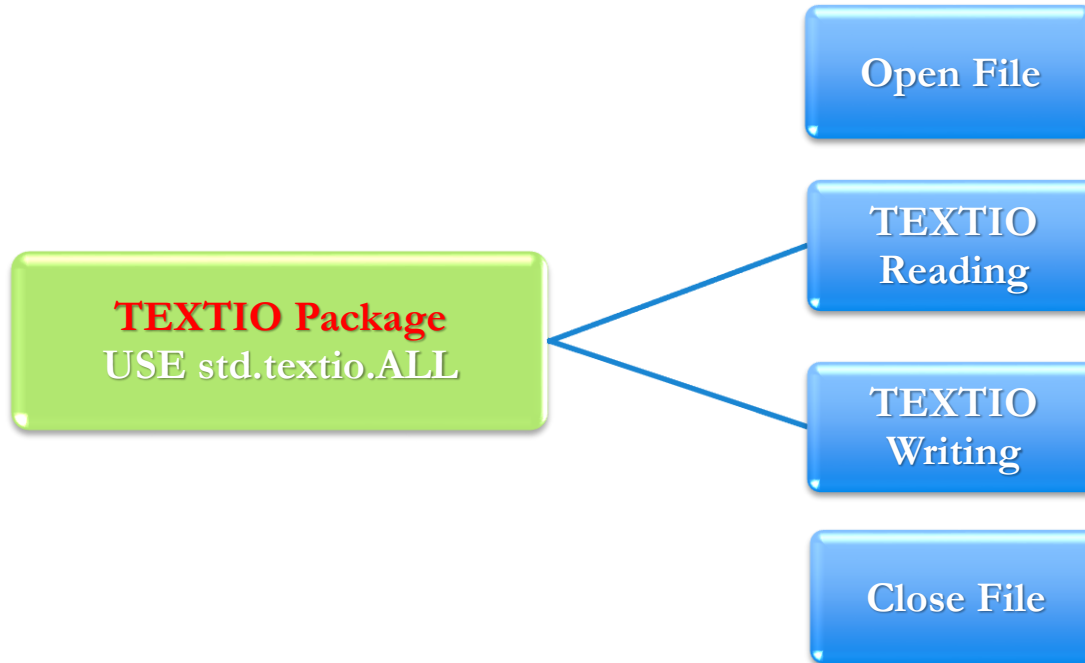 Open File
TEXTIO
Reading
TEXTIO Package
USE std.textio.ALL
TEXTIO
Writing
Close File